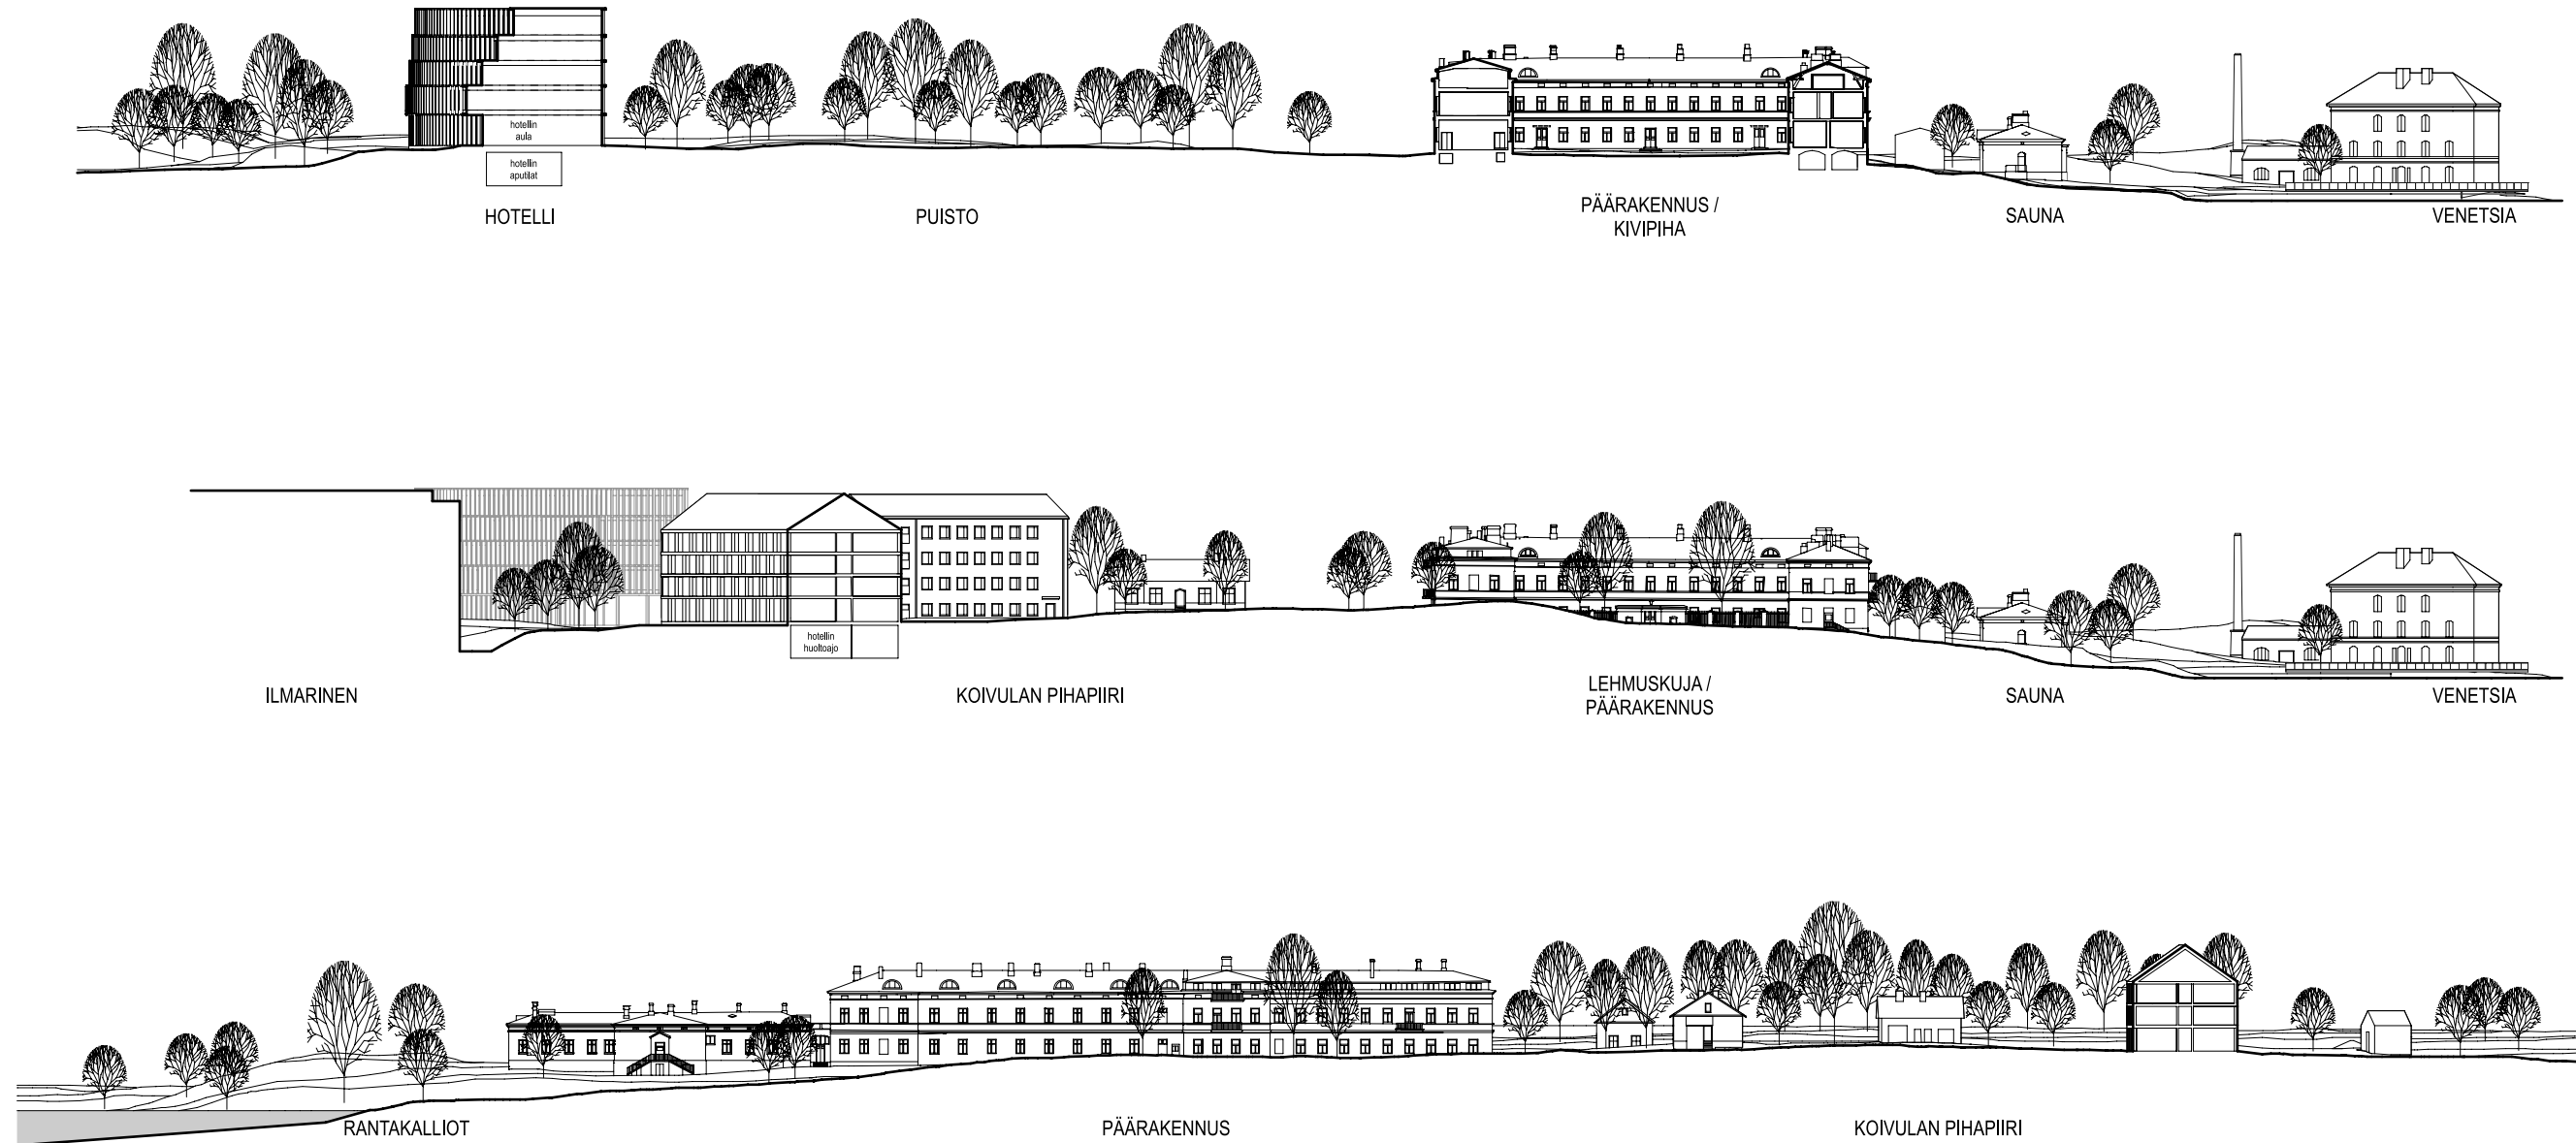 hotellin
aula
hotellin
aputilat
HOTELLI
PUISTO
PÄÄRAKENNUS /
KIVIPIHA
SAUNA
VENETSIA
hotellin
huoltoajo
ILMARINEN
KOIVULAN PIHAPIIRI
LEHMUSKUJA /
PÄÄRAKENNUS
SAUNA
VENETSIA
RANTAKALLIOT
PÄÄRAKENNUS
KOIVULAN PIHAPIIRI